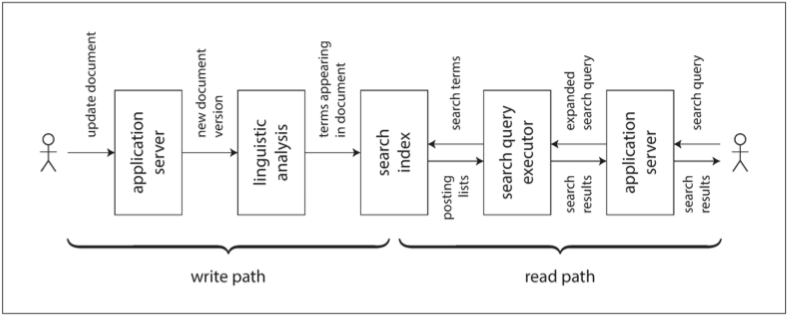 update document
application
server
new document
version
linguistic
analysis
terms appearing
in document
search
index
search terms
posting
lists
search query
executor
expanded
search query
search
results
application
server
search query
search
results
write path
read path